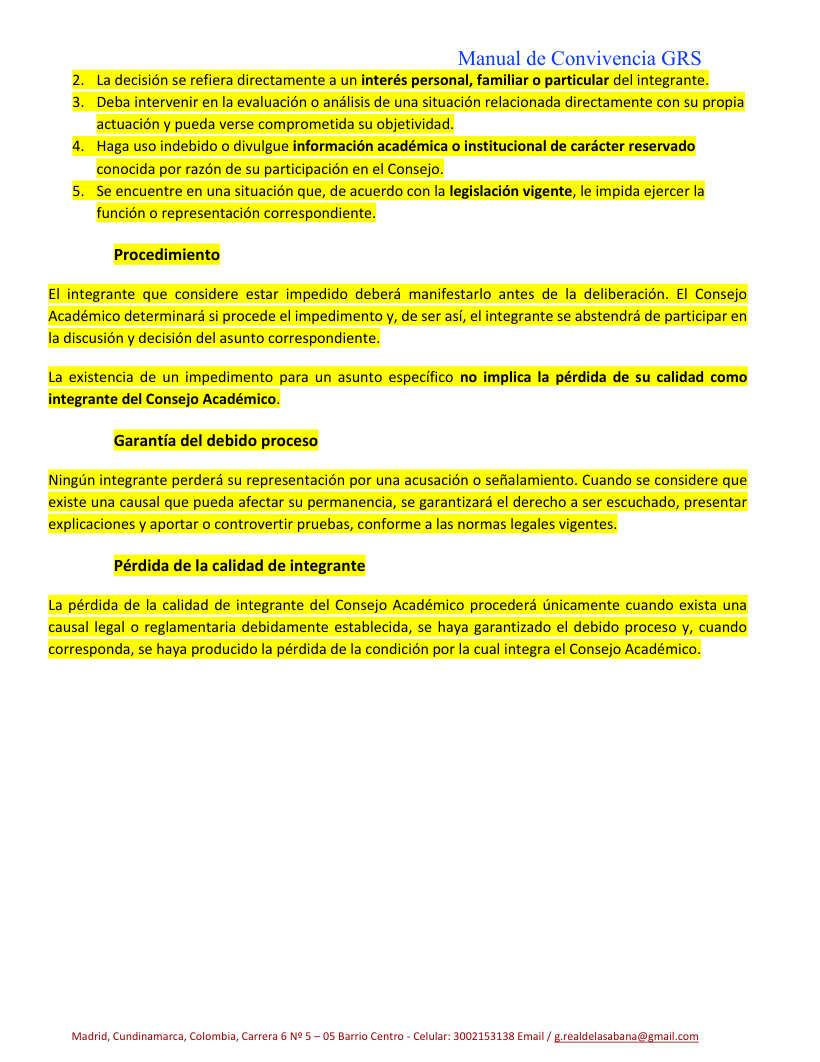 Manual de Convivencia GRS
2. La decisión se refiera directamente a un interés personal, familiar o particular del integrante.
3. Deba intervenir en la evaluación o análisis de una situación relacionada directamente con su propia
actuación y pueda verse comprometida su objetividad.
4. Haga uso indebido o divulgue información académica o institucional de carácter reservado
conocida por razón de su participación en el Consejo.
5. Se encuentre en una situación que, de acuerdo con la legislación vigente, le impida ejercer la
función o representación correspondiente.
Procedimiento
El integrante que considere estar impedido deberá manifestarlo antes de la deliberación. El Consejo
Académico determinará si procede el impedimento y, de ser así, el integrante se abstendrá de participar en
la discusión y decisión del asunto correspondiente.
La existencia de un impedimento para un asunto específico no implica la pérdida de su calidad como
integrante del Consejo Académico.
Garantía del debido proceso
Ningún integrante perderá su representación por una acusación o señalamiento. Cuando se considere que
existe una causal que pueda afectar su permanencia, se garantizará el derecho a ser escuchado, presentar
explicaciones y aportar o controvertir pruebas, conforme a las normas legales vigentes.
Pérdida de la calidad de integrante
La pérdida de la calidad de integrante del Consejo Académico procederá únicamente cuando exista una
causal legal o reglamentaria debidamente establecida, se haya garantizado el debido proceso y, cuando
corresponda, se haya producido la pérdida de la condición por la cual integra el Consejo Académico.
Madrid, Cundinamarca, Colombia, Carrera 6 Nº 5 – 05 Barrio Centro - Celular: 3002153138 Email / g.realdelasabana@gmail.com